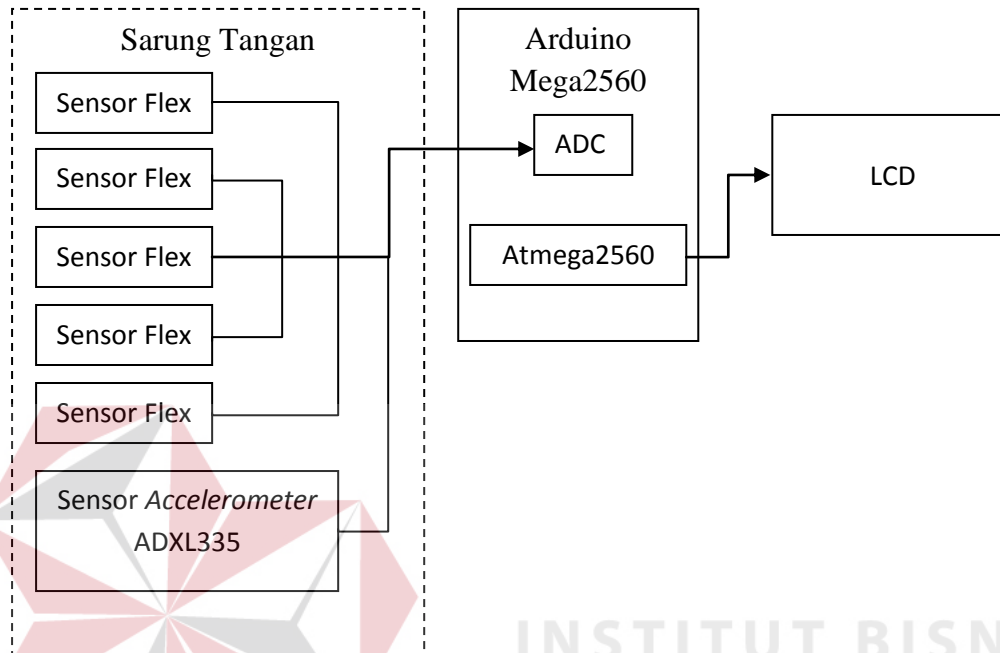 Sarung Tangan
Sensor Flex
Sensor Flex
Sensor Flex
Sensor Flex
Sensor Flex
Sensor Accelerometer
ADXL335
Arduino
Mega2560
ADC
Atmega2560
LCD
INSTITUT BISN